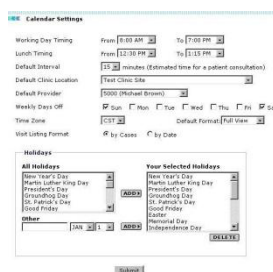 Calendar Settings
Working Day Timing From 8:00 AM To 7:00 PM
Lunch Timing From 12:30 PM To 1:15 PM
Default Interval 15 minutes (Estimated time for a patient consultation)
Default Clinic Location Test Clinic Site
Default Provider 5000 (Michael Brown)
Weekly Days Off Sun Mon Tue Wed Thu Fri Sa
Time Zone CST Default Format: Full View
Visit Listing Format by Cases by Date
Holidays
All Holidays Your Selected Holidays
New Year's Day New Year's Day
Martin Luther King Day Martin Luther King Day
President's Day President's Day
Groundhog Day Groundhog Day
St. Patrick's Day St. Patrick's Day
Good Friday Good Friday
ADD
Easter
Memorial Day
Independence Day
Other
JAN 1 ADD
DELETE
Submit